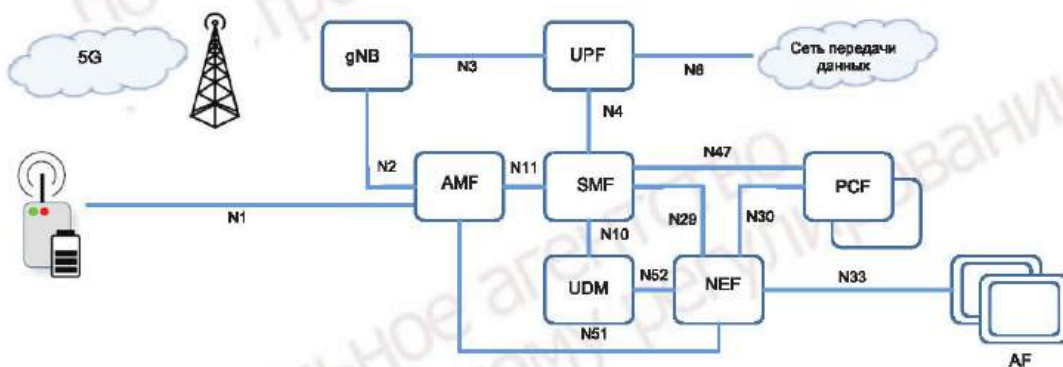 5G
gNB
N3
UPF
N6
Сеть передачи
данных
N4
N2
AMF
N11
SMF
N47
PCF
N1
N29
N30
N10
UDM
N52
NEF
N33
N51
AF